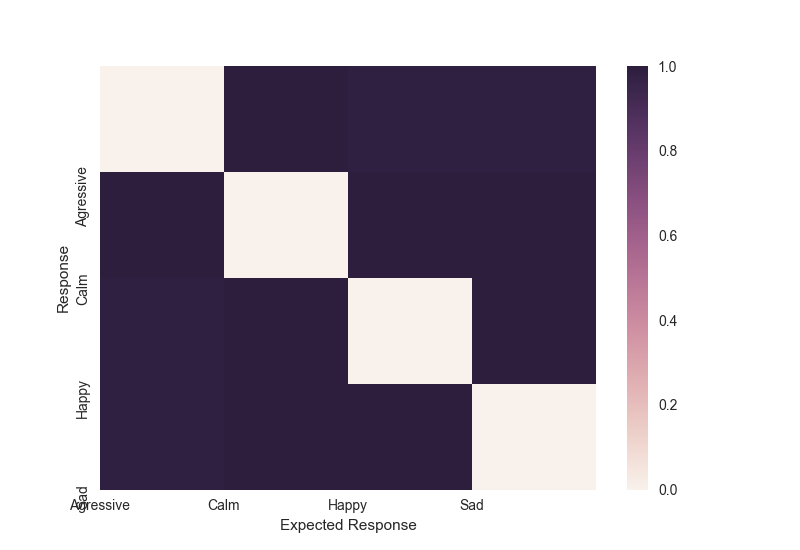 1.0
0.8
0.6
0.4
0.2
0.0
Response
Agressive
Calm
Happy
Sad
Agressive
Calm
Happy
Sad
Expected Response